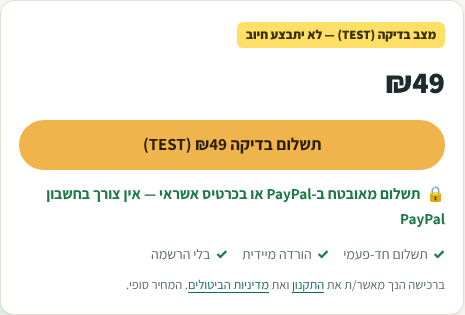 מצב בדיקה (TEST) — לא יתבצע חיוב
₪49
תשלום בדיקה ₪49 (TEST)
🔒 תשלום מאובטח ב-PayPal או בכרטיס אשראי — אין צורך בחשבון
PayPal
✔ תשלום חד-פעמי ✔ הורדה מיידית ✔ בלי הרשמה
ברכישה הנך מאשר/ת את התקנון ואת מדיניות הביטולים. המחיר סופי.